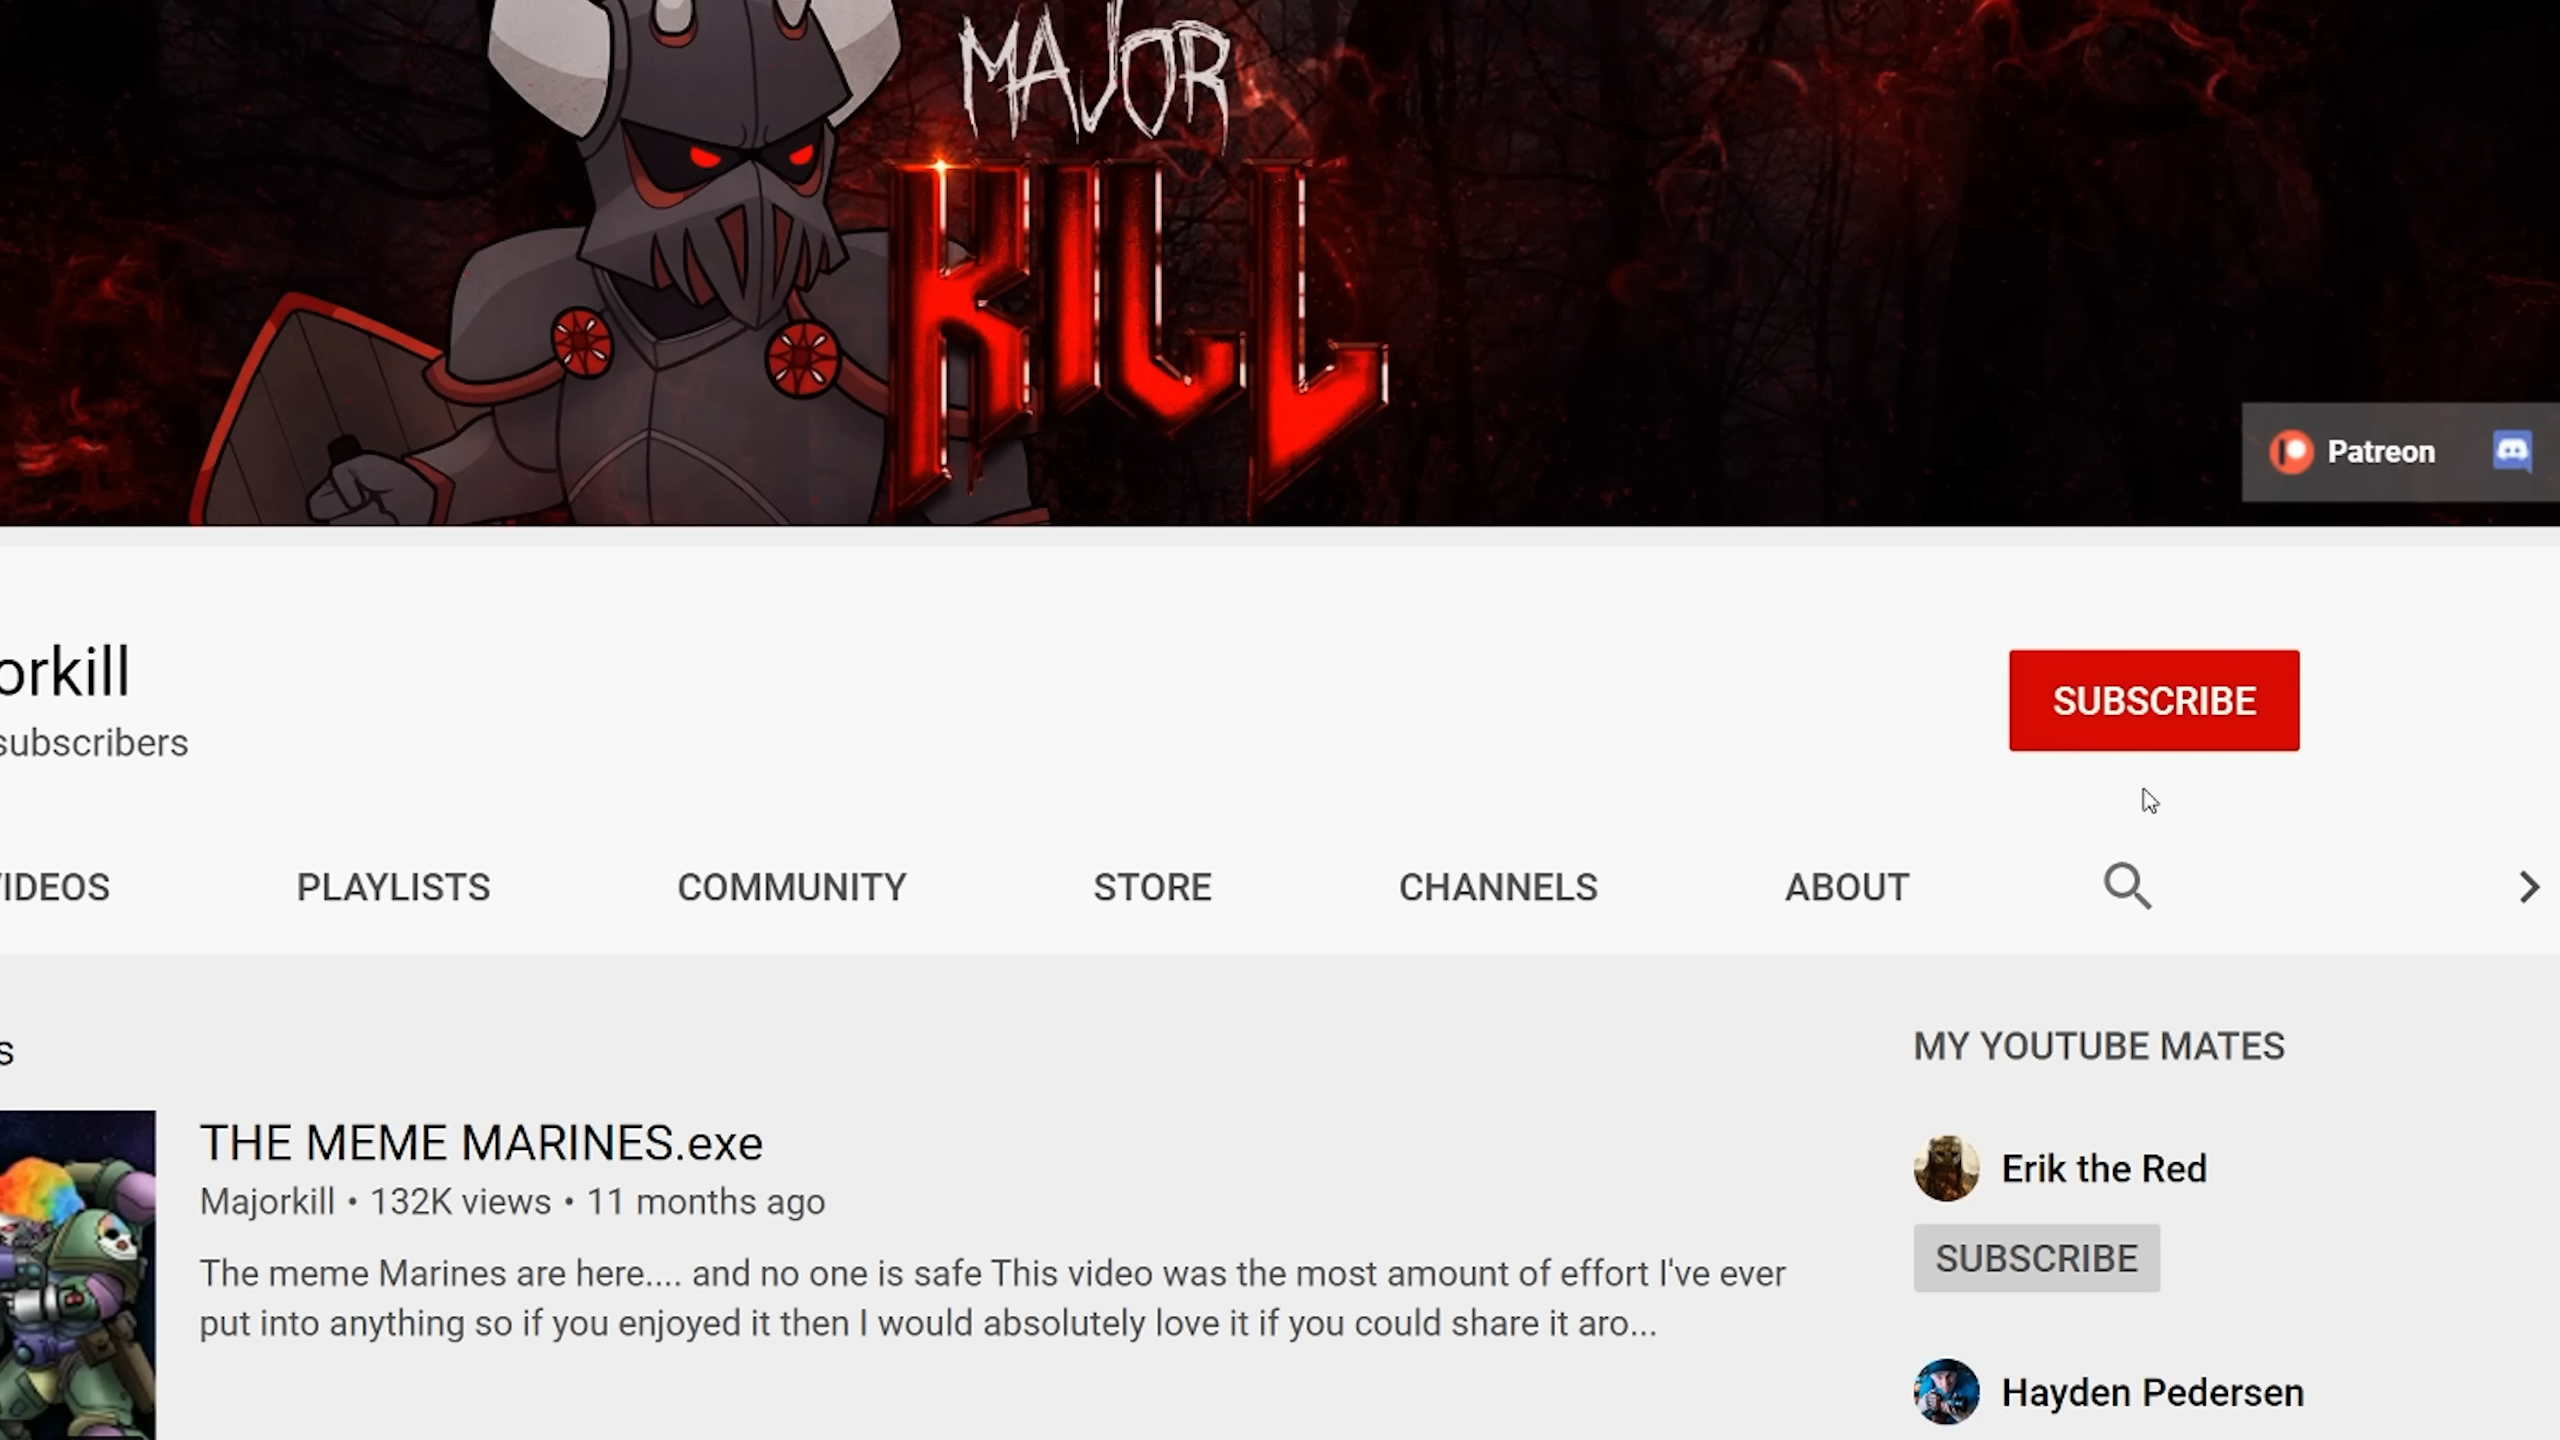 MAJOR
KILL
Patreon
orkill
subscribers
SUBSCRIBE
VIDEOS
PLAYLISTS
COMMUNITY
STORE
CHANNELS
ABOUT
s
THE MEME MARINES.exe
Majorkill • 132K views • 11 months ago
The meme Marines are here.... and no one is safe This video was the most amount of effort I've ever
put into anything so if you enjoyed it then I would absolutely love it if you could share it aro...
MY YOUTUBE MATES
Erik the Red
SUBSCRIBE
Hayden Pedersen